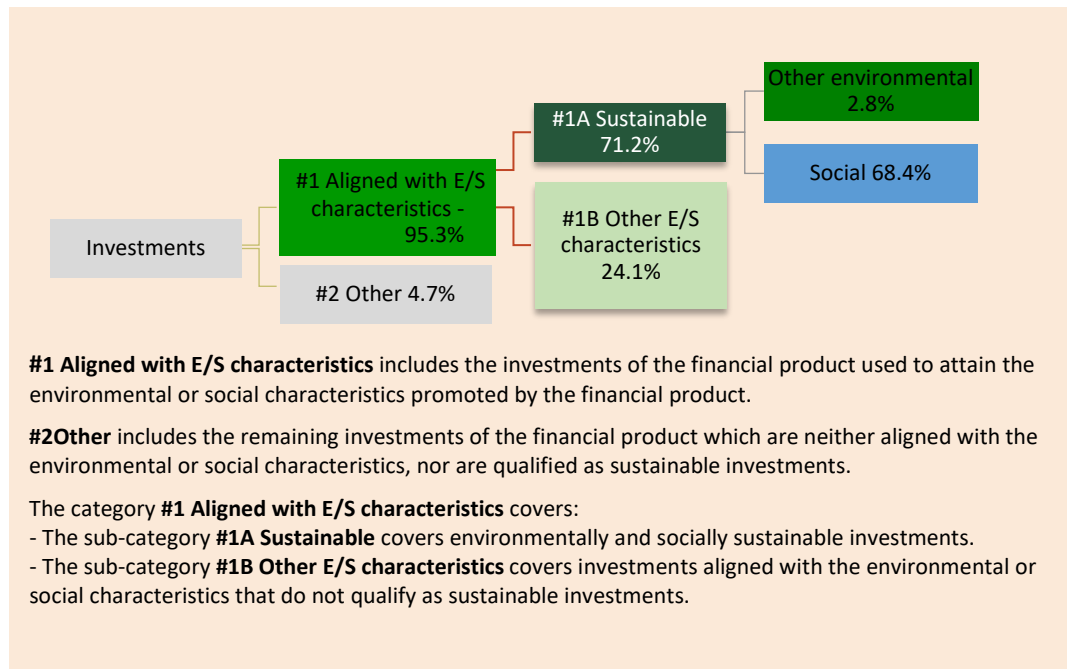 Other environmental
2.8%
#1A Sustainable
71.2%
Social 68.4%
#1 Aligned with E/S
characteristics -
95.3%
#1B Other E/S
characteristics
24.1%
Investments
#2 Other 4.7%
#1 Aligned with E/S characteristics includes the investments of the financial product used to attain the
environmental or social characteristics promoted by the financial product.
#2Other includes the remaining investments of the financial product which are neither aligned with the
environmental or social characteristics, nor are qualified as sustainable investments.
The category #1 Aligned with E/S characteristics covers:
- The sub-category #1A Sustainable covers environmentally and socially sustainable investments.
- The sub-category #1B Other E/S characteristics covers investments aligned with the environmental or
social characteristics that do not qualify as sustainable investments.